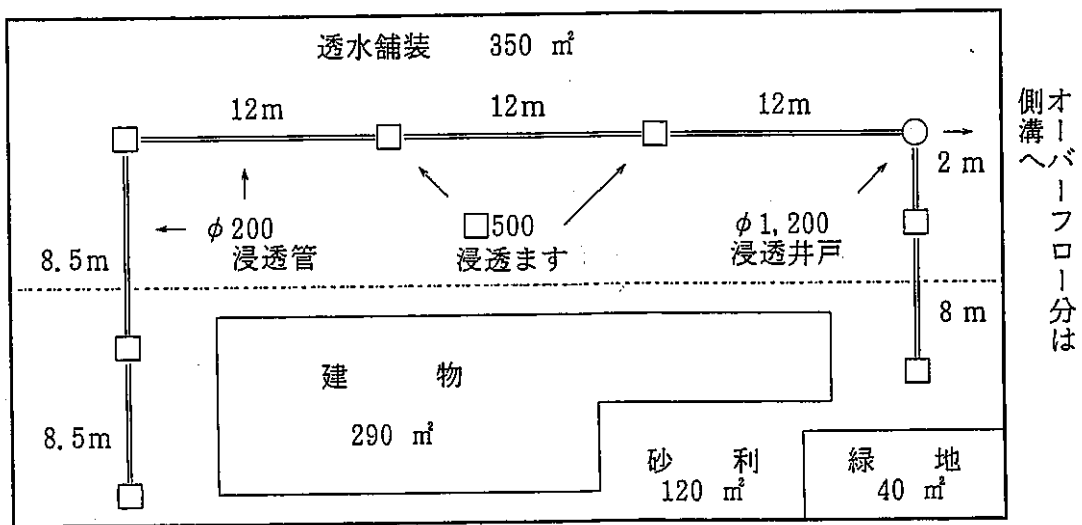 透水舗装 350 ㎡
12m 12m 12m
2 m
φ200
浸透管
□500
浸透ます
φ1,200
浸透井戸
8.5m
8 m
建物
290 ㎡
8.5m
砂利
120 ㎡
緑地
40 ㎡
オーバーフロー分は
側溝へ